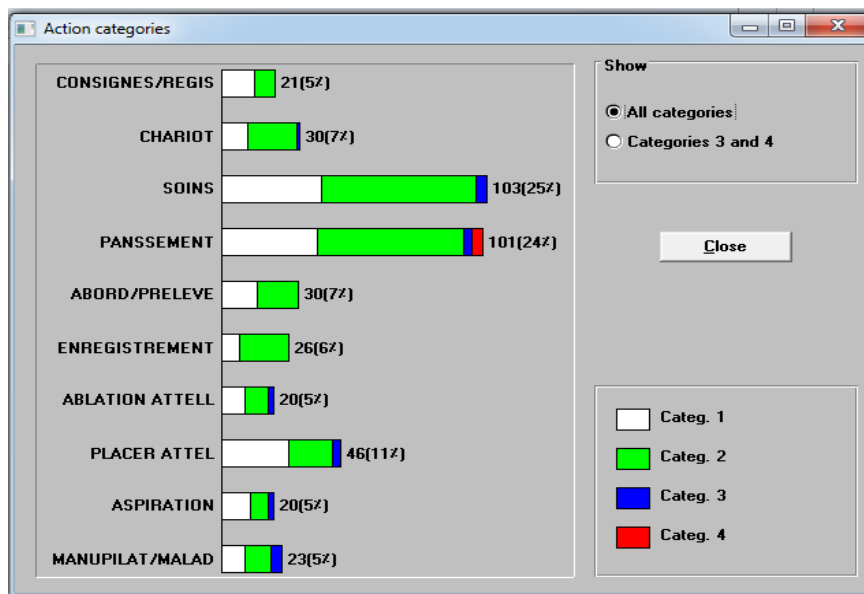 Action categories
CONSIGNES/REGIS 21(5%)
CHARIOT 30(7%)
SOINS 103(25%)
PANSSEMENT 101(24%)
ABORD/PRELEVE 30(7%)
ENREGISTREMENT 26(6%)
ABLATION ATTELL 20(5%)
PLACER ATTEL 46(11%)
ASPIRATION 20(5%)
MANUPILAT/MALAD 23(5%)
Show
All categories
Categories 3 and 4
Close
Categ. 1
Categ. 2
Categ. 3
Categ. 4